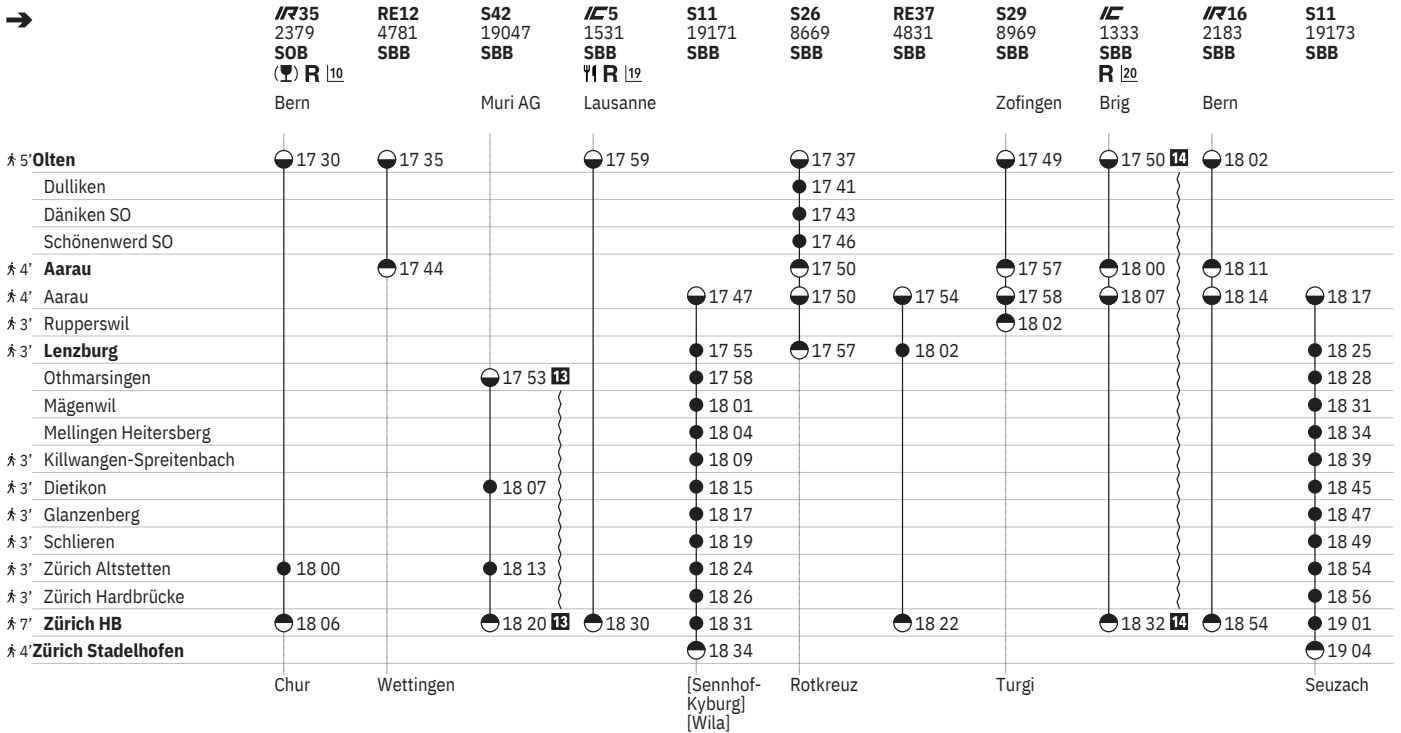 IR35 RE12 S42 IC5 S11 S26 RE37 S29 IC IR16 S11
2379 4781 19047 1531 19171 8669 4831 8969 1333 2183 19173
SOB SBB SBB SBB SBB SBB SBB SBB SBB SBB SBB
R 10 R 19 R 20
Bern Muri AG Lausanne Zofingen Brig Bern
5' Olten 17 30 17 35 17 59 17 37 17 49 17 50 14 18 02
Dulliken 17 41
Däniken SO 17 43
Schönenwerd SO 17 46
4' Aarau 17 44 17 50 17 57 18 00 18 11
4' Aarau 17 47 17 50 17 54 17 58 18 07 18 14 18 17
3' Rupperswil 18 02
3' Lenzburg 17 55 17 57 18 02 18 25
Othmarsingen 17 53 13 17 58 18 28
Mägenwil 18 01 18 31
Mellingen Heitersberg 18 04 18 34
3' Killwangen-Spreitenbach 18 09 18 39
3' Dietikon 18 07 18 15 18 45
3' Glanzenberg 18 17 18 47
3' Schlieren 18 19 18 49
3' Zürich Altstetten 18 00 18 13 18 24 18 54
3' Zürich Hardbrücke 18 26 18 56
7' Zürich HB 18 06 18 20 13 18 30 18 31 18 22 18 32 14 18 54 19 01
4' Zürich Stadelhofen 18 34 19 04
Chur Wettingen [Sennhof- Rotkreuz Turgi Seuzach
Kyburg]
[Wila]